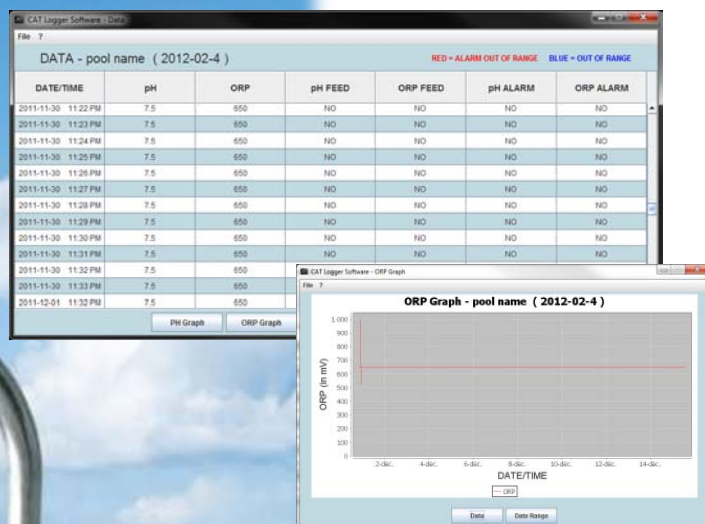 CAT Logger Software - Data
File ?
DATA - pool name ( 2012-02-4 )
RED = ALARM OUT OF RANGE BLUE = OUT OF RANGE
DATE/TIME pH ORP pH FEED ORP FEED pH ALARM ORP ALARM
2011-11-30 11:22 PM 7.5 650 NO NO NO NO
2011-11-30 11:23 PM 7.5 650 NO NO NO NO
2011-11-30 11:24 PM 7.5 650 NO NO NO NO
2011-11-30 11:25 PM 7.5 650 NO NO NO NO
2011-11-30 11:26 PM 7.5 650 NO NO NO NO
2011-11-30 11:27 PM 7.5 650 NO NO NO NO
2011-11-30 11:28 PM 7.5 650 NO NO NO NO
2011-11-30 11:29 PM 7.5 650 NO NO NO NO
2011-11-30 11:30 PM 7.5 650 NO NO NO NO
2011-11-30 11:31 PM 7.5 650 NO NO NO NO
2011-11-30 11:32 PM 7.5 650
2011-11-30 11:33 PM 7.5 650
2011-12-01 11:32 PM 7.5 650
PH Graph ORP Graph
CAT Logger Software - ORP Graph
File ?
ORP Graph - pool name ( 2012-02-4 )
1 000
900
800
700
600
500
400
300
200
100
0
ORP (in mV)
2-déc. 4-déc. 6-déc. 8-déc. 10-déc. 12-déc. 14-déc.
DATE/TIME
ORP
Data Date Range